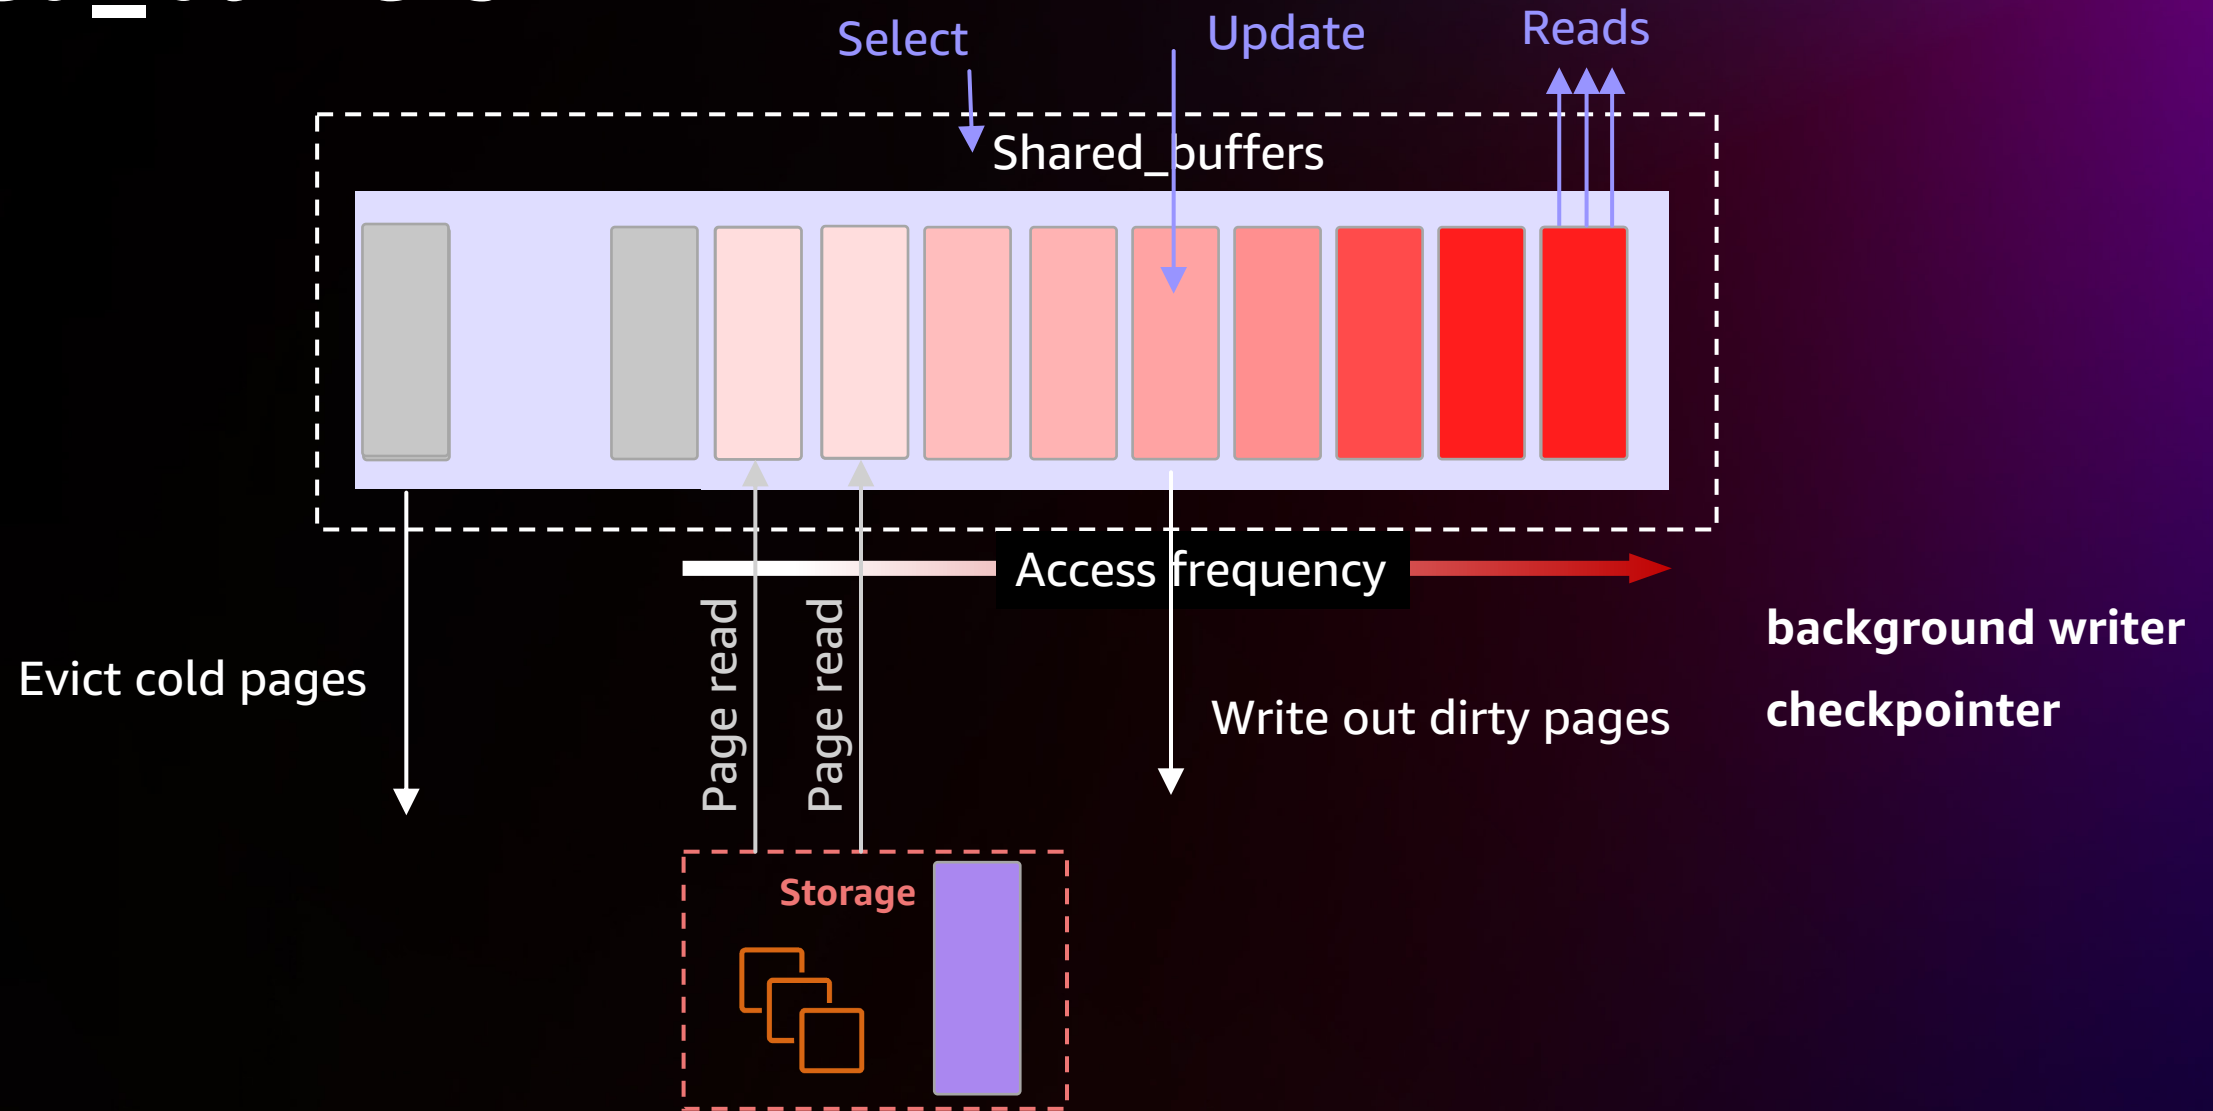 Select
Update
Reads
Shared_buffers
Access frequency
Page read
Page read
Evict cold pages
Write out dirty pages
background writer
checkpointer
Storage